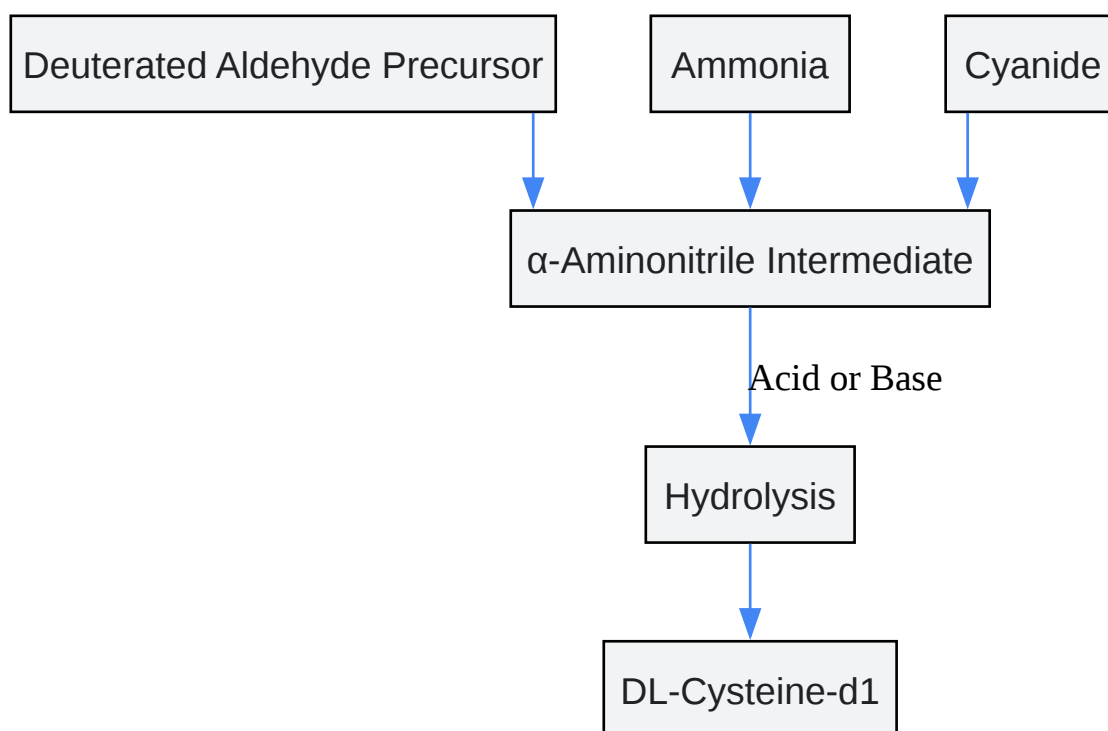 Deuterated Aldehyde Precursor
Ammonia
Cyanide
α-Aminonitrile Intermediate
Acid or Base
Hydrolysis
DL-Cysteine-d1